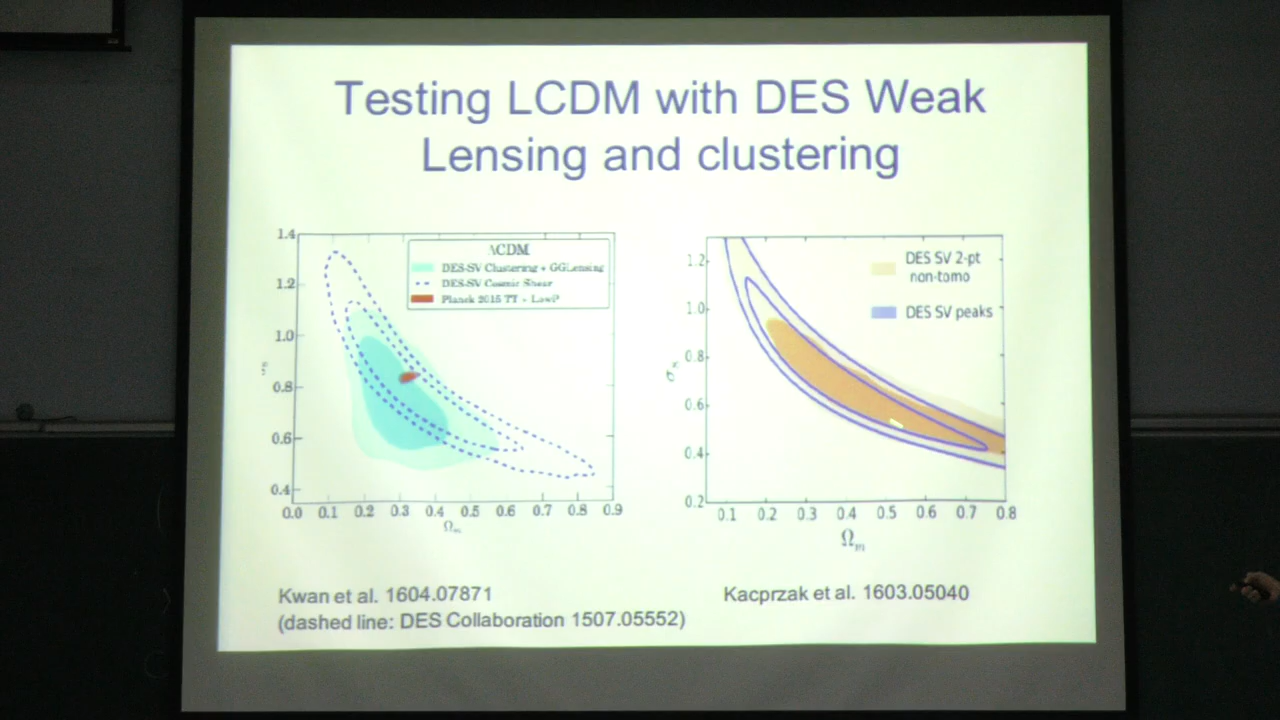 Testing LCDM with DES Weak
Lensing and clustering
1.4
1.2
1.0
0.8
0.6
0.4
0.0 0.1 0.2 0.3 0.4 0.5 0.6 0.7 0.8 0.9
Ωm
ΛCDM
DES-SV Clustering + GGLensing
DES-SV Cosmic Shear
Planck 2015 TT + LowP
1.2
1.0
0.8
0.6
0.4
0.2
σ8
0.1 0.2 0.3 0.4 0.5 0.6 0.7 0.8
Ωm
DES SV 2-pt
non-tomo
DES SV peaks
Kwan et al. 1604.07871
(dashed line: DES Collaboration 1507.05552)
Kacprzak et al. 1603.05040